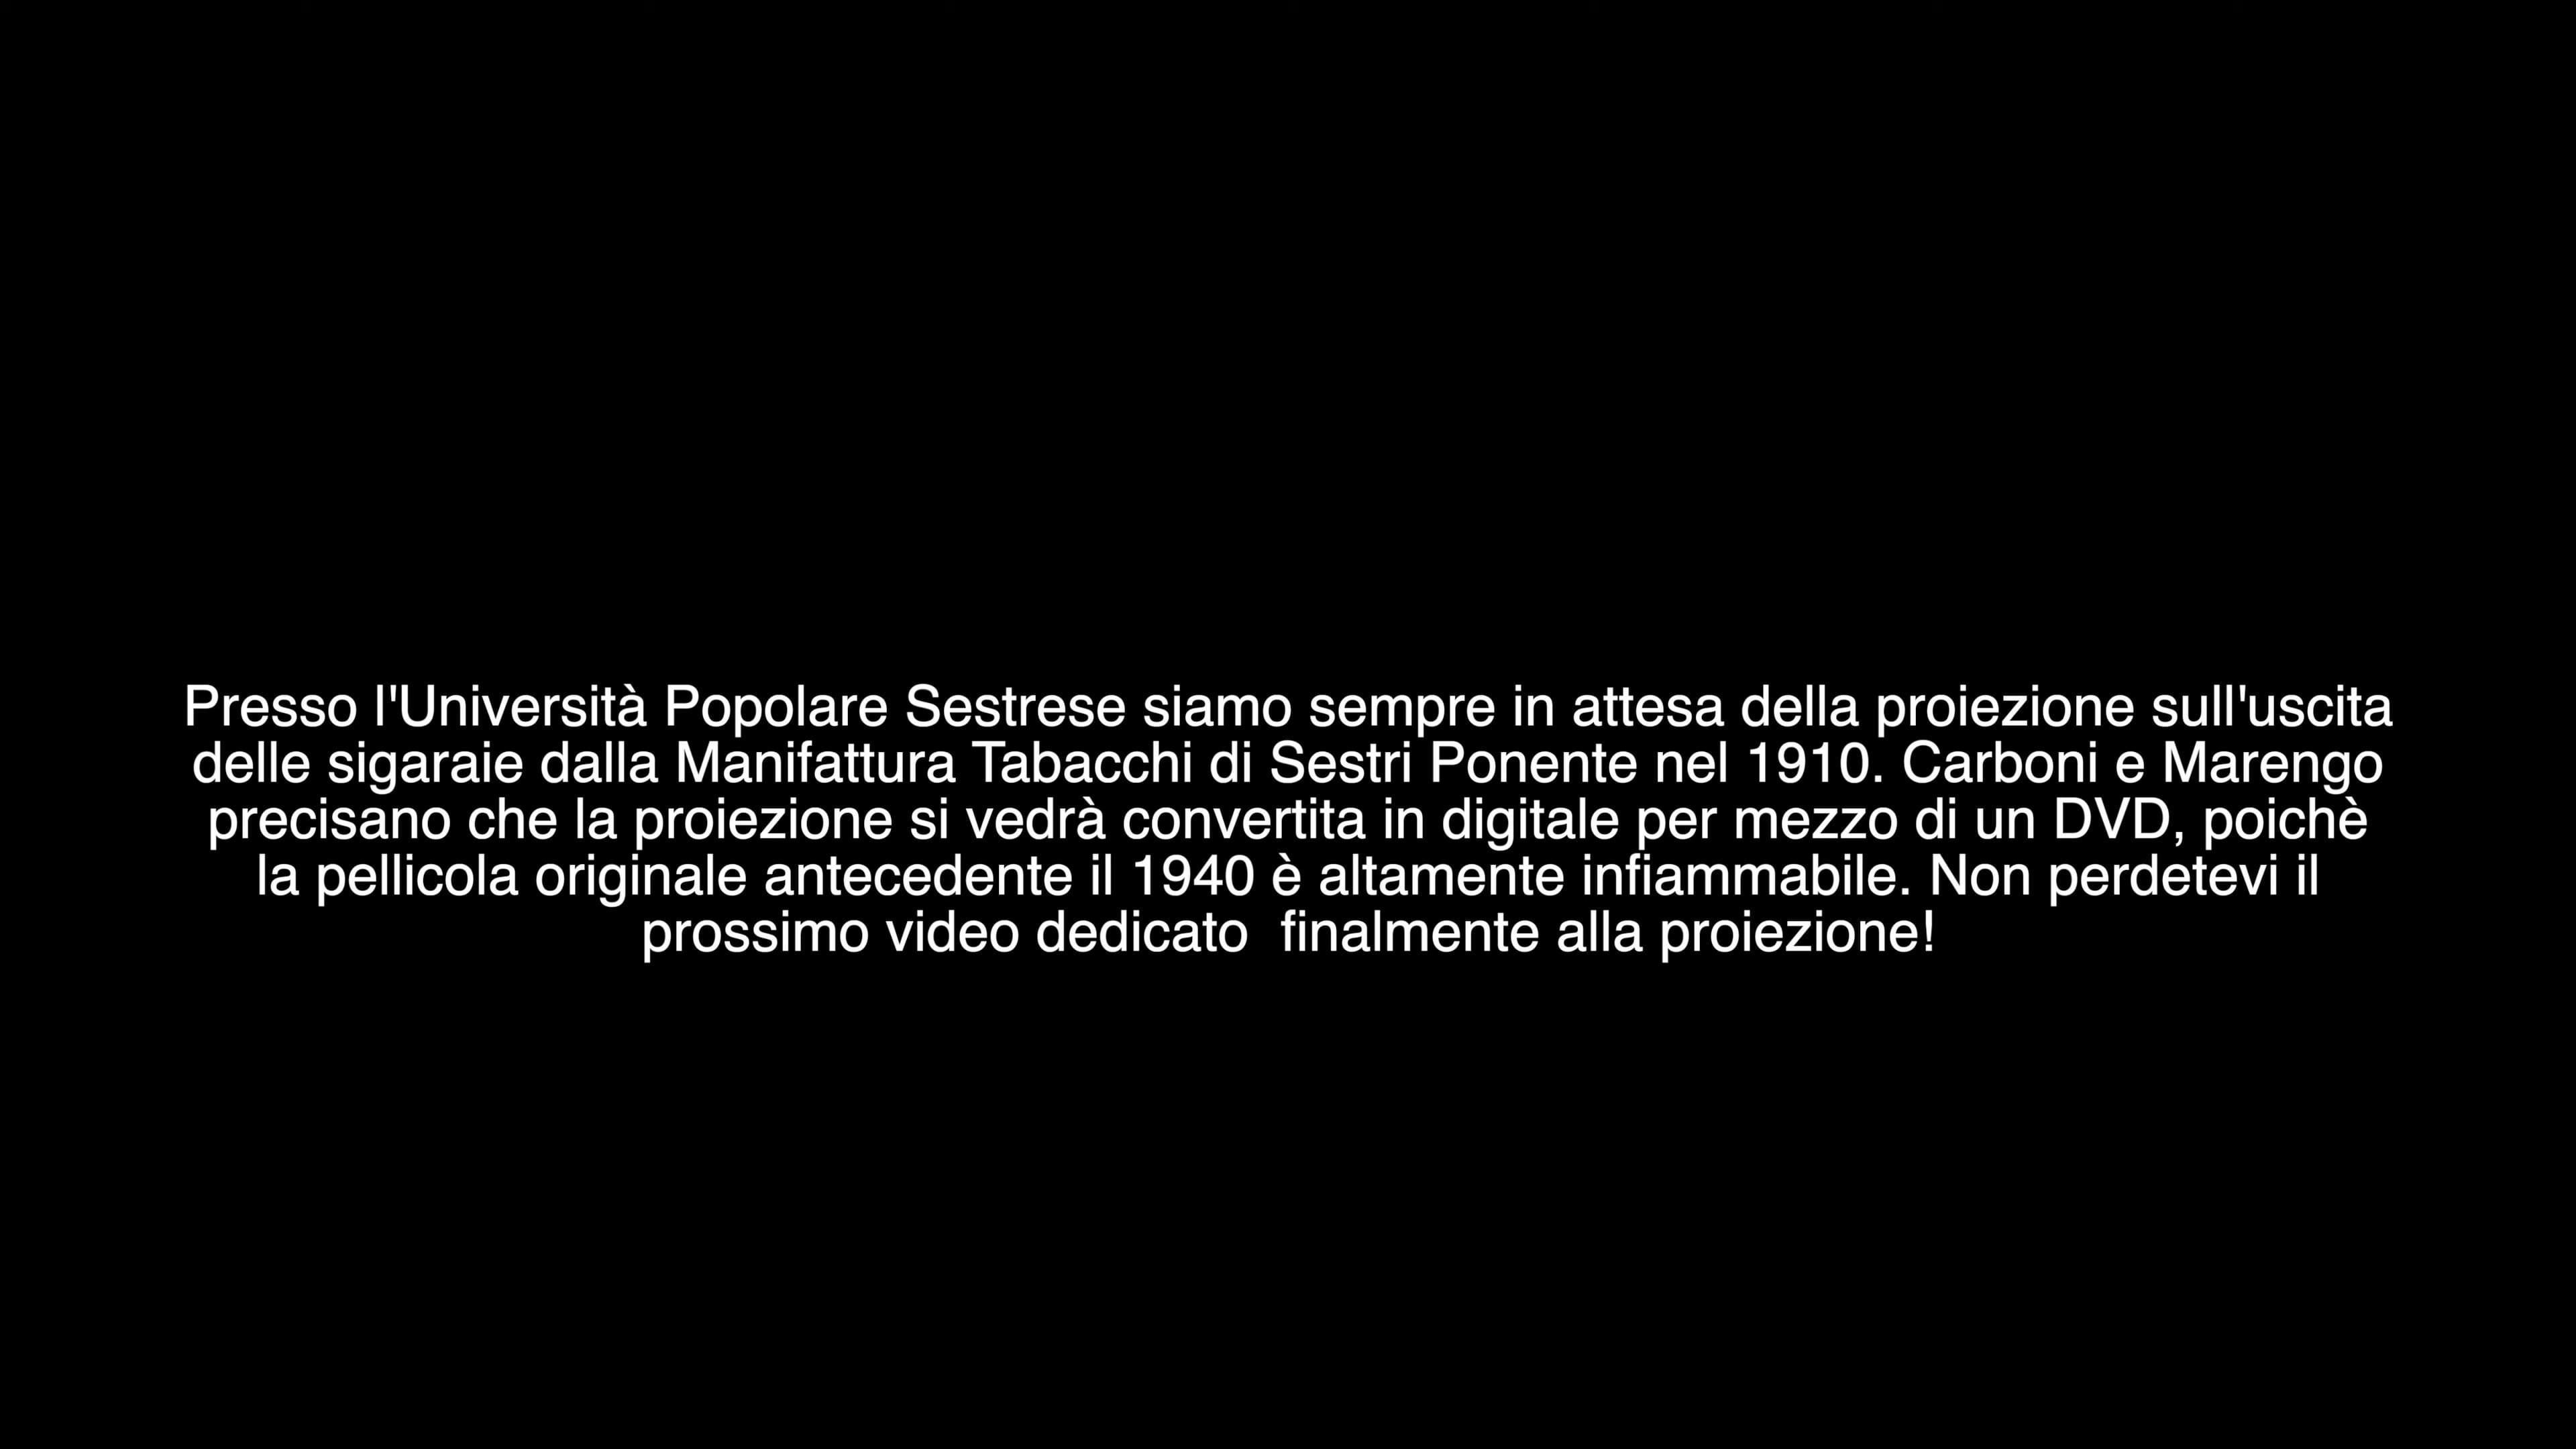 Presso l'Università Popolare Sestrese siamo sempre in attesa della proiezione sull'uscita
delle sigaraie dalla Manifattura Tabacchi di Sestri Ponente nel 1910. Carboni e Marengo
precisano che la proiezione si vedrà convertita in digitale per mezzo di un DVD, poichè
la pellicola originale antecedente il 1940 è altamente infiammabile. Non perdetevi il
prossimo video dedicato  finalmente alla proiezione!